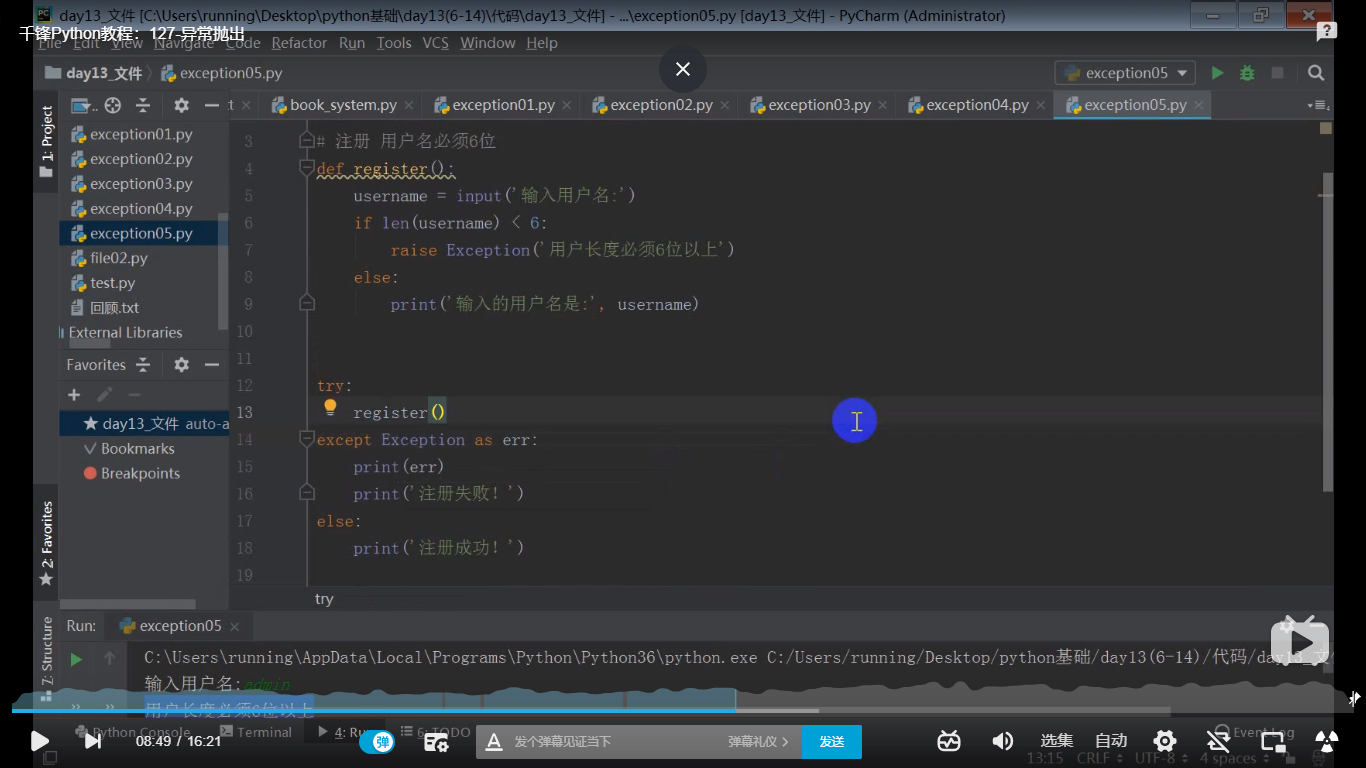 day13_文件 [C:\Users\running\Desktop\python基础\day13(6-14)\代码\day13_文件] - ...\exception05.py [day13_文件] - PyCharm (Administrator)
千锋Python教程：127-异常抛出
File Edit View Navigate Code Refactor Run Tools VCS Window Help
day13_文件 exception05.py exception05
book_system.py exception01.py exception02.py exception03.py exception04.py exception05.py
1: Project
exception01.py
exception02.py
exception03.py
exception04.py
exception05.py
file02.py
test.py
回顾.txt
External Libraries
Favorites
day13_文件 auto-a
Bookmarks
Breakpoints
2: Favorites
7: Structure
3 # 注册 用户名必须6位
4 def register():
5 username = input('输入用户名:')
6 if len(username) < 6:
7 raise Exception('用户长度必须6位以上')
8 else:
9 print('输入的用户名是:', username)
10
11
12 try:
13 register()
14 except Exception as err:
15 print(err)
16 print('注册失败！')
17 else:
18 print('注册成功！')
19
try
Run: exception05
C:\Users\running\AppData\Local\Programs\Python\Python36\python.exe C:/Users/running/Desktop/python基础/day13(6-14)/代码/day13_文
输入用户名:admin
用户长度必须6位以上
Python Console Terminal 4: Ru 6: TODO Event Log
08:49 / 16:21 弹 发个弹幕见证当下 弹幕礼仪 发送 选集 自动
13:15 CRLF UTF-8 4 spaces